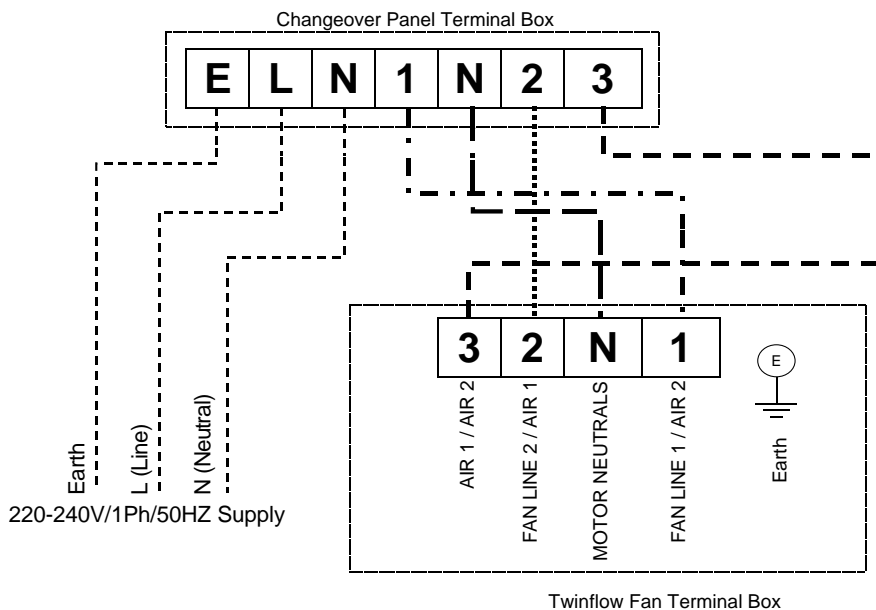 Changeover Panel Terminal Box
E L N 1 N 2 3
3 2 N 1
E
AIR 1 / AIR 2
FAN LINE 2 / AIR 1
MOTOR NEUTRALS
FAN LINE 1 / AIR 2
Earth
Earth
L (Line)
N (Neutral)
220-240V/1Ph/50HZ Supply
Twinflow Fan Terminal Box